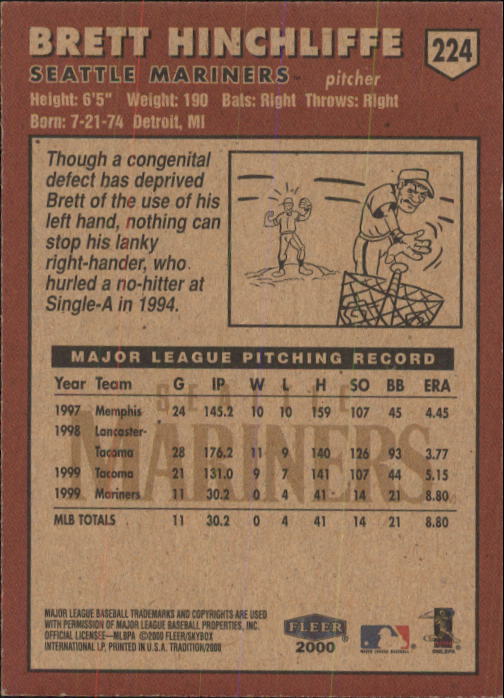 BRETT HINCHLIFFE
224
SEATTLE MARINERS™ pitcher
Height: 6'5" Weight: 190 Bats: Right Throws: Right
Born: 7-21-74 Detroit, MI
Though a congenital
defect has deprived
Brett of the use of his
left hand, nothing can
stop his lanky
right-hander, who
hurled a no-hitter at
Single-A in 1994.
MAJOR LEAGUE PITCHING RECORD
Year Team G IP W L H SO BB ERA
1997 Memphis 24 145.2 10 10 159 107 45 4.45
1998 Lancaster-
Tacoma 28 176.2 11 9 140 126 93 3.77
1999 Tacoma 21 131.0 9 7 141 107 44 5.15
1999 Mariners 11 30.2 0 4 41 14 21 8.80
MLB TOTALS 11 30.2 0 4 41 14 21 8.80
SEATTLE
MARINERS
MAJOR LEAGUE BASEBALL TRADEMARKS AND COPYRIGHTS ARE USED
WITH PERMISSION OF MAJOR LEAGUE BASEBALL PROPERTIES, INC.
OFFICIAL LICENSEE—MLBPA ©2000 FLEER/SKYBOX
INTERNATIONAL LP, PRINTED IN U.S.A. TRADITION/2000
FLEER
2000
MAJOR LEAGUE BASEBALL
©MLBPA